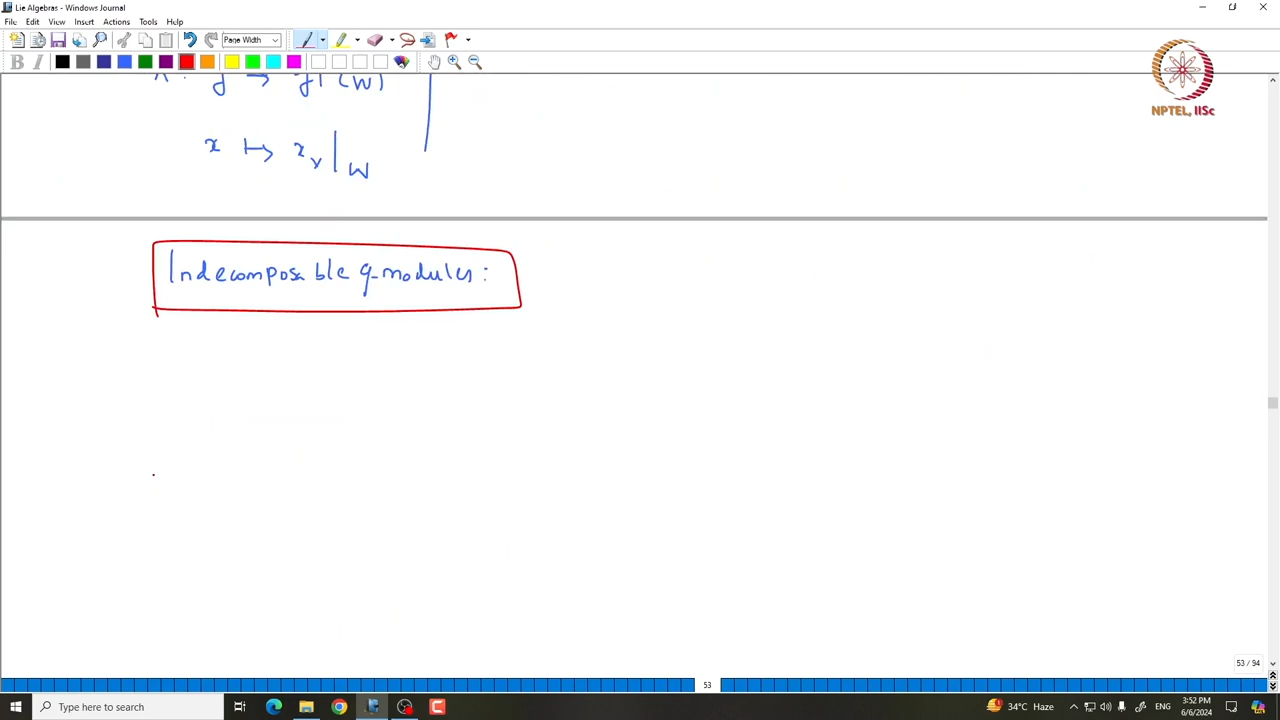 Lie Algebras - Windows Journal
File Edit View Insert Actions Tools Help
Page Width
B i
NPTEL, IISc
g → gl (W)
x ↦ x_V |_W
Indecomposable g-modules:
53 / 94
53
Type here to search
34°C Haze
ENG
3:52 PM
6/6/2024